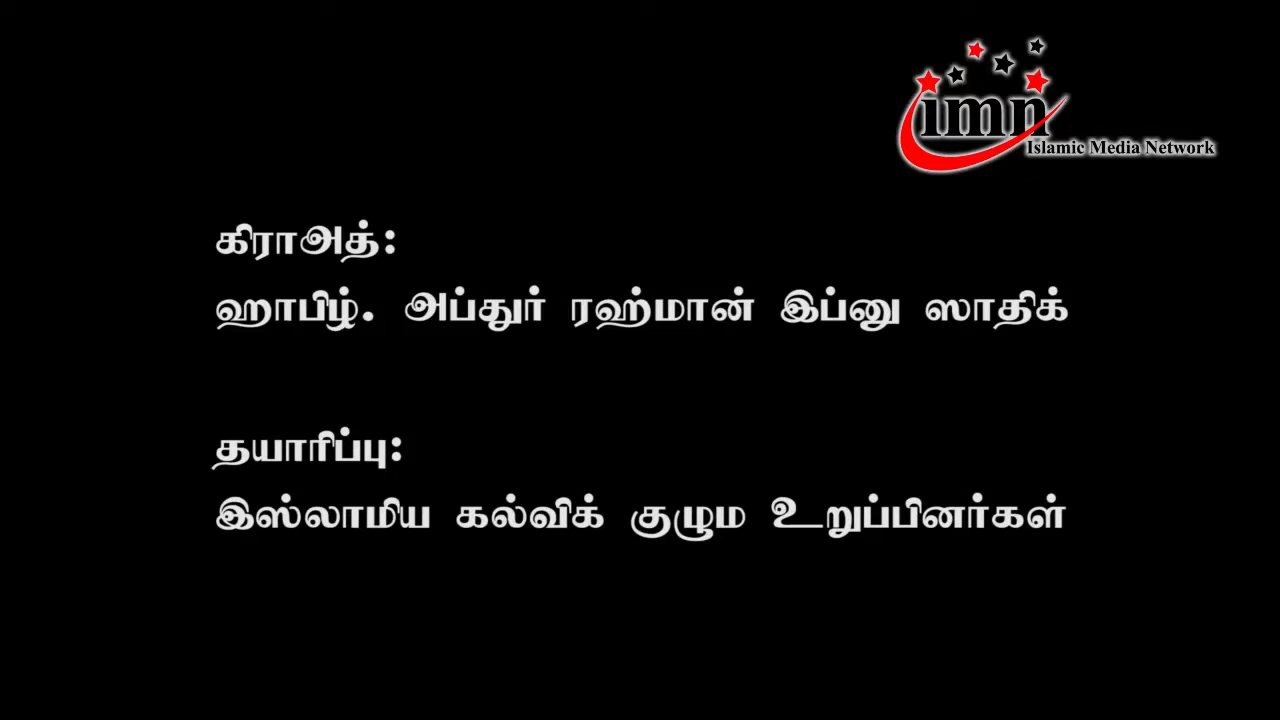 imn
Islamic Media Network
கிராஅத்:
ஹாபிழ். அப்துர் ரஹ்மான் இப்னு ஸாதிக்
தயாரிப்பு:
இஸ்லாமிய கல்விக் குழும உறுப்பினர்கள்